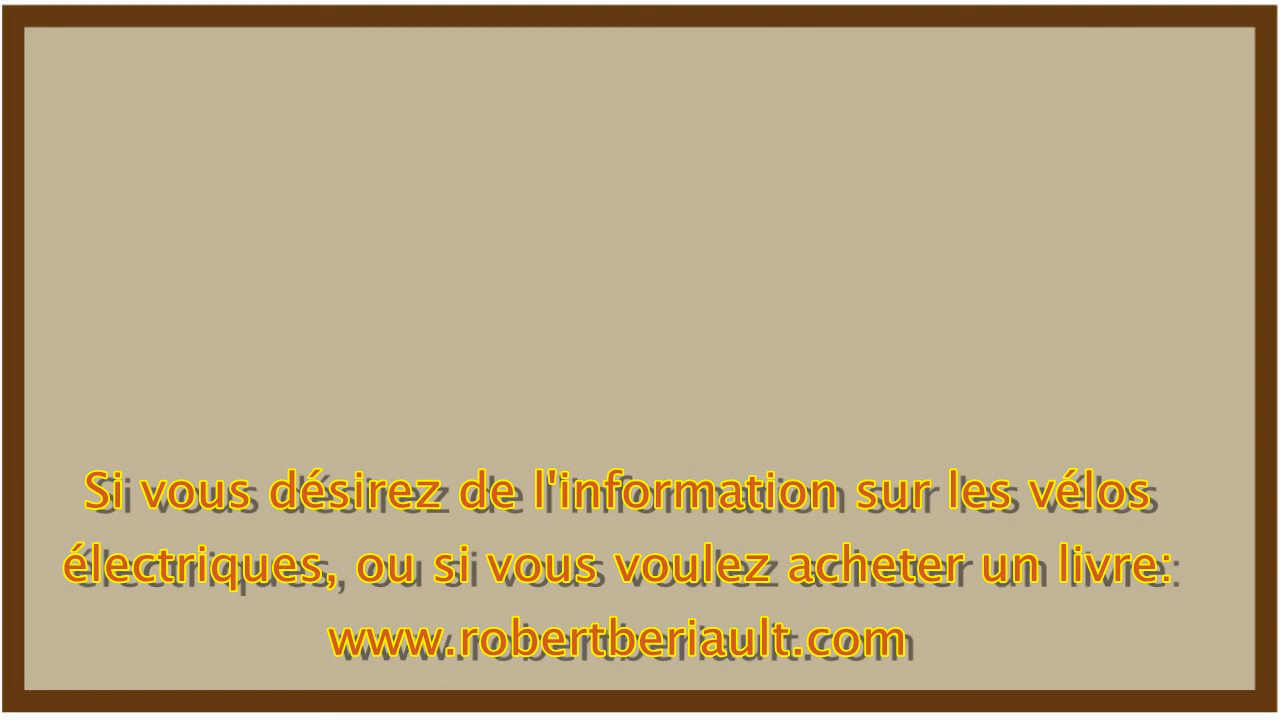 Si vous désirez de l'information sur les vélos
électriques, ou si vous voulez acheter un livre:
www.robertberiault.com